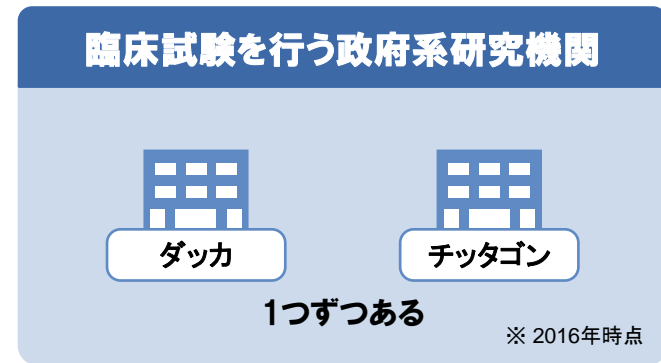 臨床試験を行う政府系研究機関
ダッカ
チッタゴン
1つずつある
※ 2016年時点